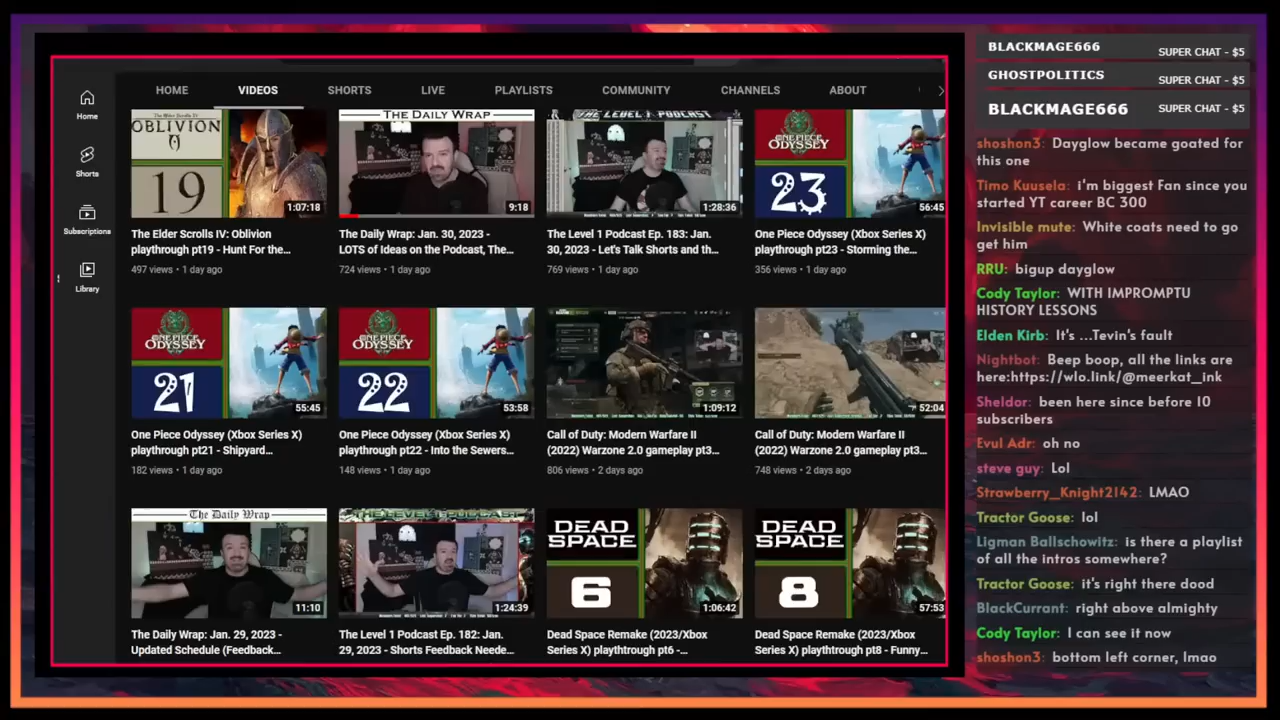 HOME VIDEOS SHORTS LIVE PLAYLISTS COMMUNITY CHANNELS ABOUT
Home
Shorts
Subscriptions
Library
The Elder Scrolls IV
OBLIVION
19
1:07:18
The Elder Scrolls IV: Oblivion
playthrough pt19 - Hunt For the...
497 views • 1 day ago
THE DAILY WRAP
9:18
The Daily Wrap: Jan. 30, 2023 -
LOTS of Ideas on the Podcast, The...
724 views • 1 day ago
THE LEVEL 1 PODCAST
1:28:36
The Level 1 Podcast Ep. 183: Jan.
30, 2023 - Let's Talk Shorts and th...
769 views • 1 day ago
ONE PIECE
ODYSSEY
23
56:45
One Piece Odyssey (Xbox Series X)
playthrough pt23 - Storming the...
356 views • 1 day ago
ONE PIECE
ODYSSEY
21
55:45
One Piece Odyssey (Xbox Series X)
playthrough pt21 - Shipyard...
182 views • 1 day ago
ONE PIECE
ODYSSEY
22
53:58
One Piece Odyssey (Xbox Series X)
playthrough pt22 - Into the Sewers...
148 views • 1 day ago
1:09:12
Call of Duty: Modern Warfare II
(2022) Warzone 2.0 gameplay pt3...
806 views • 2 days ago
52:04
Call of Duty: Modern Warfare II
(2022) Warzone 2.0 gameplay pt3...
748 views • 2 days ago
The Daily Wrap
11:10
The Daily Wrap: Jan. 29, 2023 -
Updated Schedule (Feedback...
THE LEVEL 1 PODCAST
1:24:39
The Level 1 Podcast Ep. 182: Jan.
29, 2023 - Shorts Feedback Neede...
DEAD
SPACE
6
1:06:42
Dead Space Remake (2023/Xbox
Series X) playthrough pt6 -...
DEAD
SPACE
8
57:53
Dead Space Remake (2023/Xbox
Series X) playthrough pt8 - Funny...
BLACKMAGE666 SUPER CHAT - $5
GHOSTPOLITICS SUPER CHAT - $5
BLACKMAGE666 SUPER CHAT - $5
shoshon3: Dayglow became goated for
this one
Timo Kuusela: i'm biggest Fan since you
started YT career BC 300
Invisible mute: White coats need to go
get him
RRU: bigup dayglow
Cody Taylor: WITH IMPROMPTU
HISTORY LESSONS
Elden Kirb: It's ...Tevin's fault
Nightbot: Beep boop, all the links are
here:https://wlo.link/@meerkat_ink
Sheldor: been here since before 10
subscribers
Evul Adr: oh no
steve guy: Lol
Strawberry_Knight2142: LMAO
Tractor Goose: lol
Ligman Ballschowitz: is there a playlist
of all the intros somewhere?
Tractor Goose: it's right there dood
BlackCurrant: right above almighty
Cody Taylor: I can see it now
shoshon3: bottom left corner, lmao